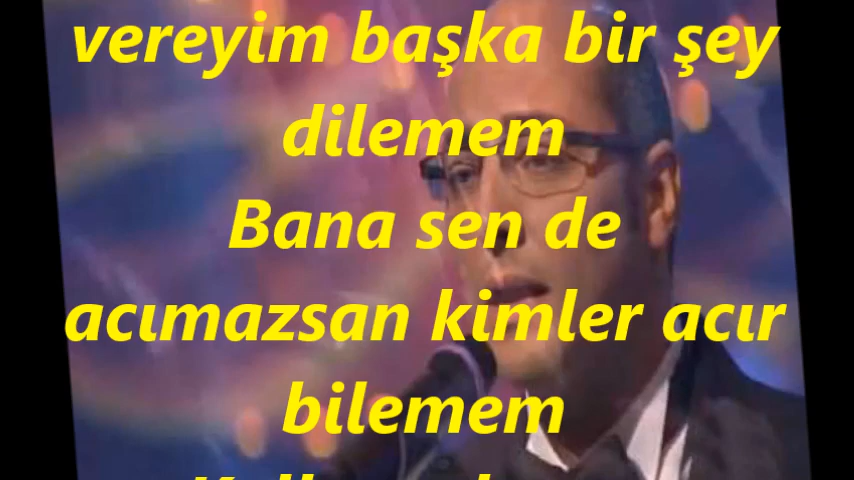 vereyim başka bir şey
dilemem
Bana sen de
acımazsan kimler acır
bilemem